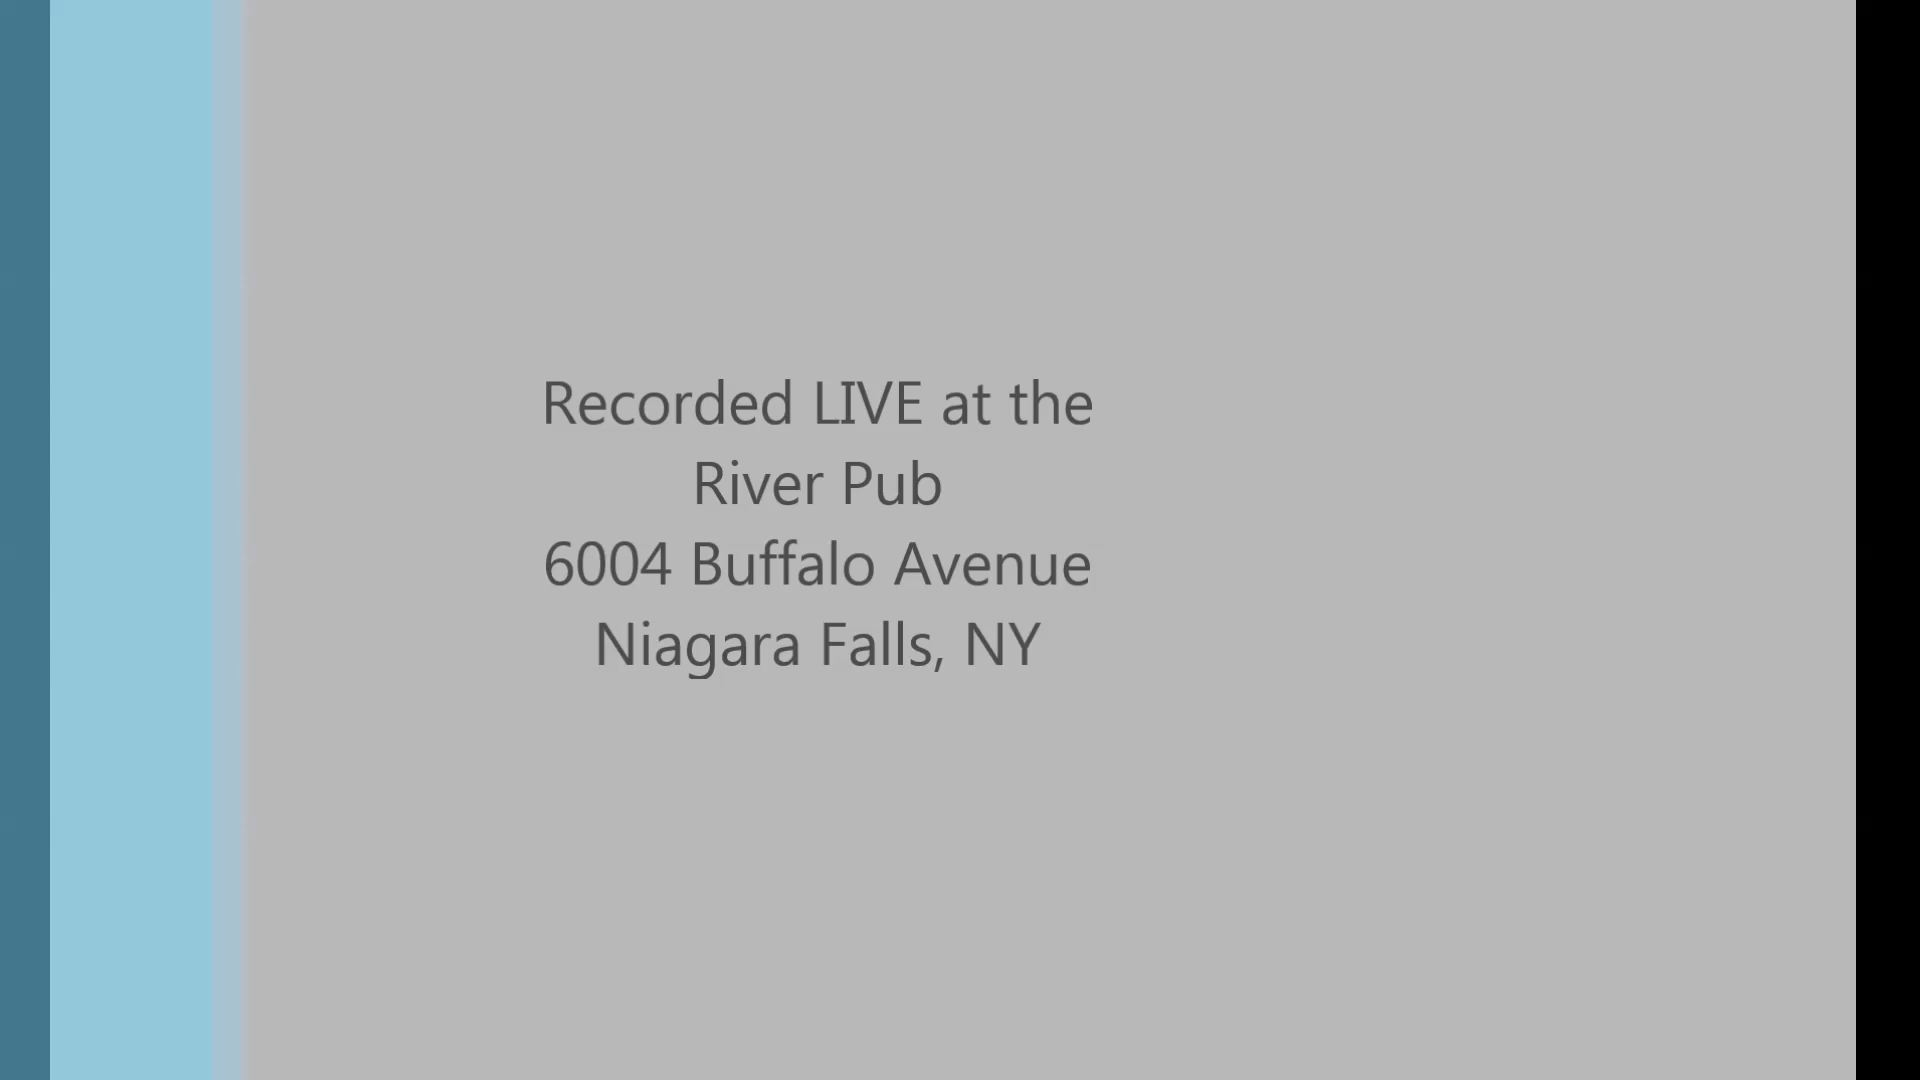 Recorded LIVE at the
River Pub
6004 Buffalo Avenue
Niagara Falls, NY